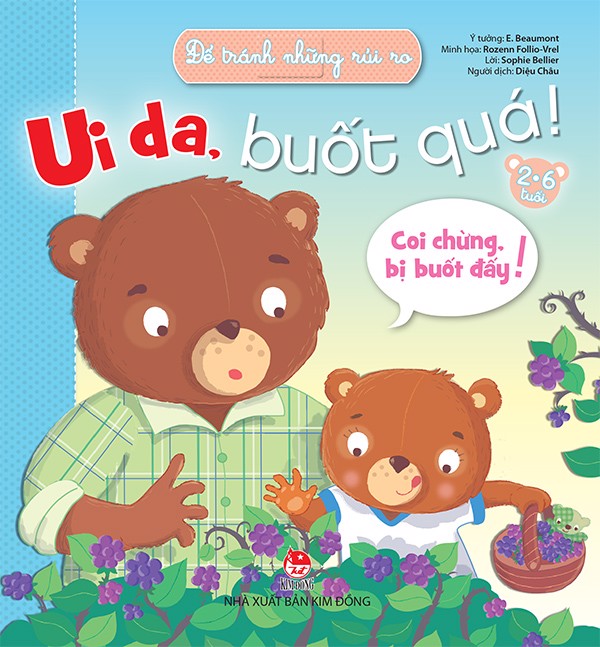 Ý tưởng: E. Beaumont
Minh họa: Rozenn Follio-Vrel
Lời: Sophie Bellier
Người dịch: Diệu Châu
Để tránh những rủi ro
Ui da, buốt quá!
2•6
tuổi
Coi chừng,
bị buốt đấy!
KIM ĐỒNG
NHÀ XUẤT BẢN KIM ĐỒNG